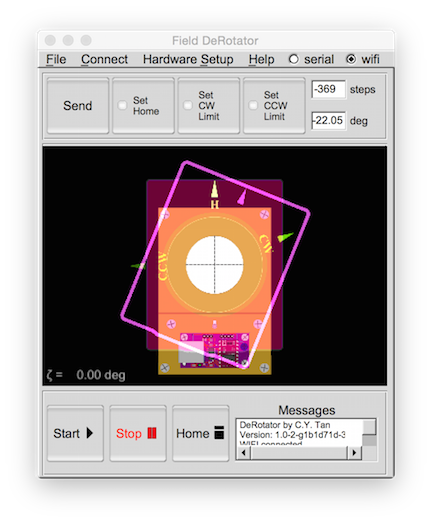 Field DeRotator
File Connect Hardware Setup Help serial wifi
Send
Set
Home
Set
CW
Limit
Set
CCW
Limit
-369 steps
-22.05 deg
H
CCW
CW
ζ = 0.00 deg
Start
Stop
Home
Messages
DeRotator by C.Y. Tan
Version: 1.0-2-g1b1d71d-3
WIFI connected